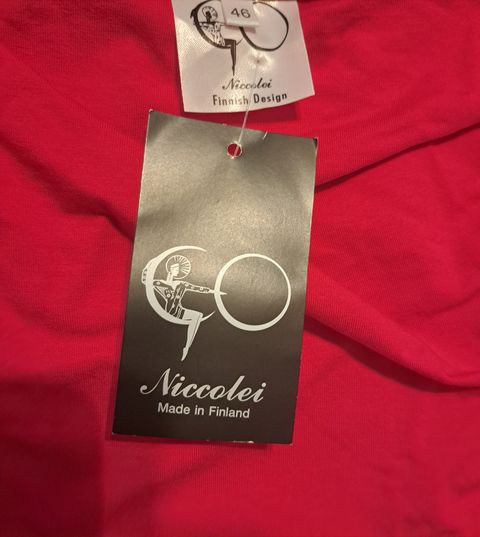 46
Niccolei
Finnish Design
Niccolei
Made in Finland